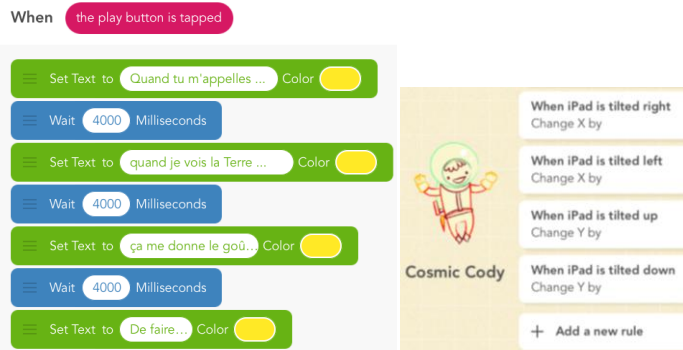 When the play button is tapped
Set Text to Quand tu m'appelles ... Color
Wait 4000 Milliseconds
Set Text to quand je vois la Terre ... Color
Wait 4000 Milliseconds
Set Text to ça me donne le goû... Color
Wait 4000 Milliseconds
Set Text to De faire... Color
When iPad is tilted right
Change X by
When iPad is tilted left
Change X by
When iPad is tilted up
Change Y by
When iPad is tilted down
Change Y by
Cosmic Cody
+ Add a new rule